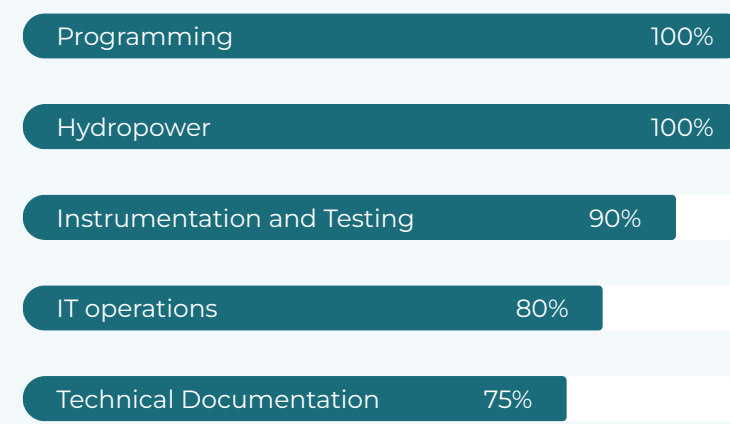 Programming 100%
Hydropower 100%
Instrumentation and Testing 90%
IT operations 80%
Technical Documentation 75%